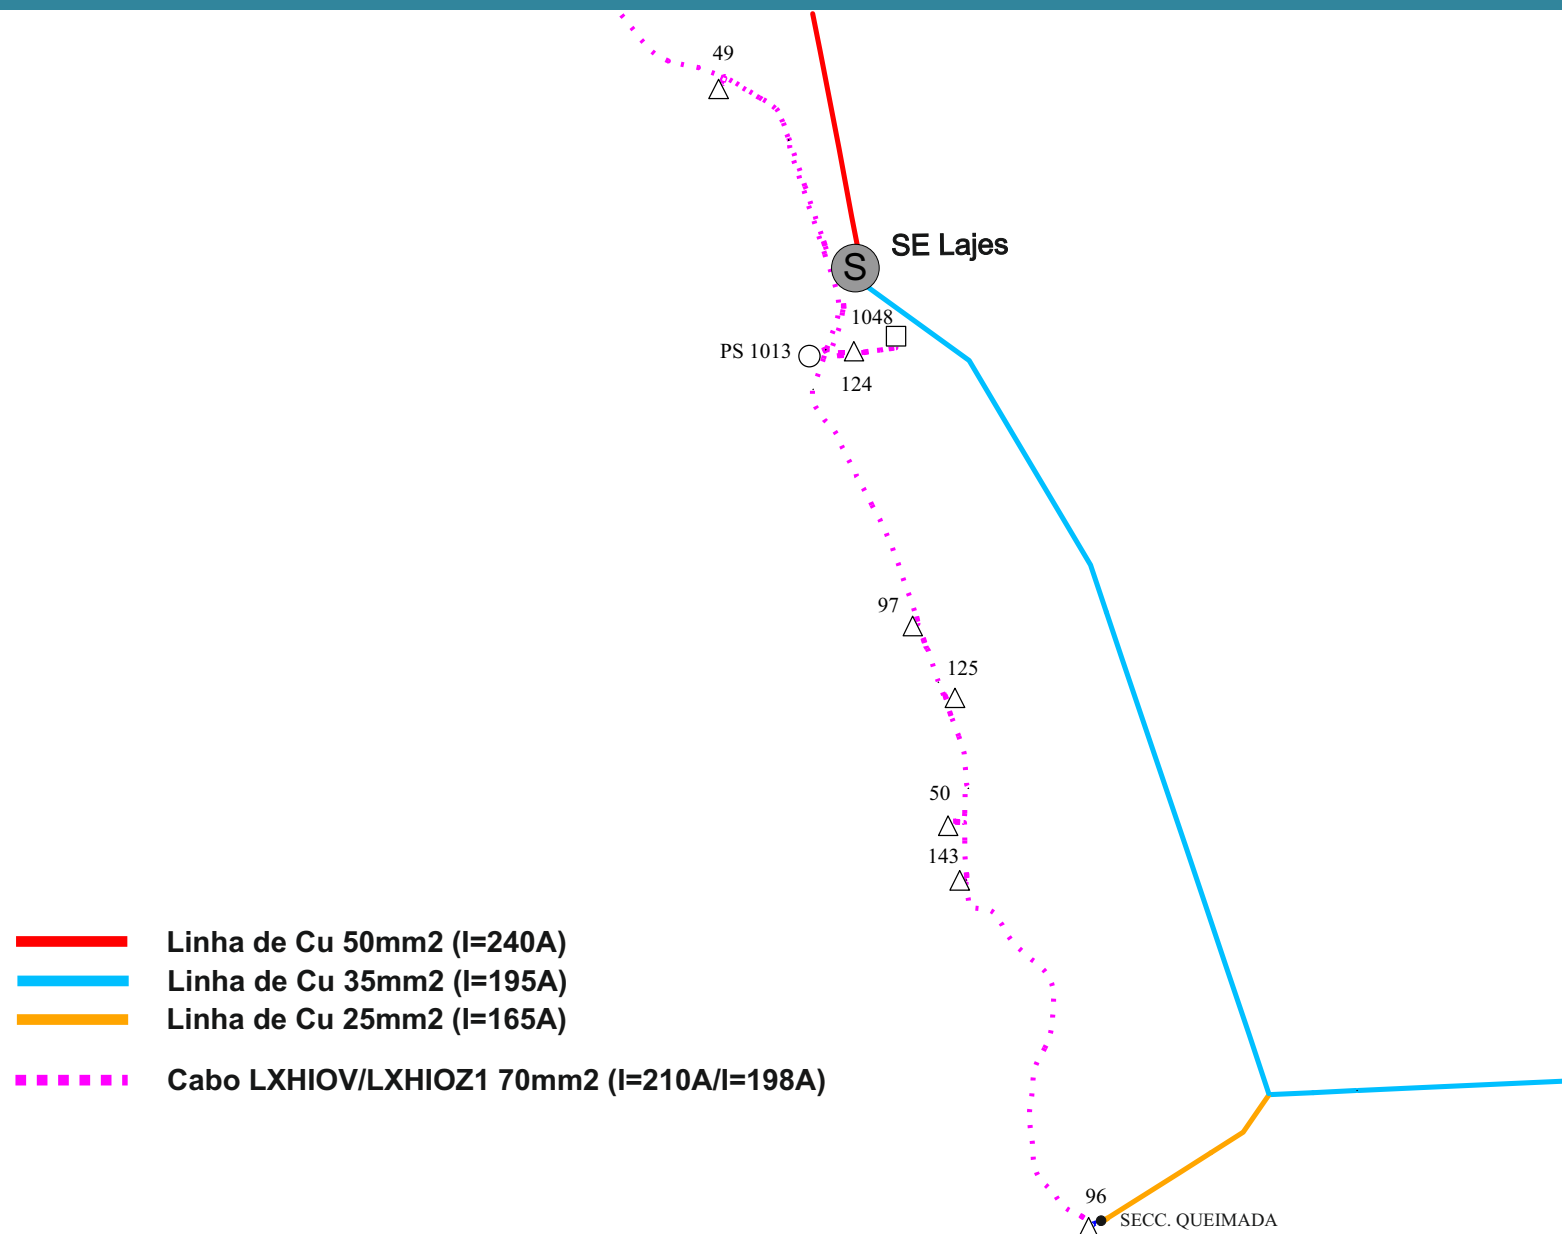 49
S
SE Lajes
1048
PS 1013
124
97
125
50
143
Linha de Cu 50mm2 (I=240A)
Linha de Cu 35mm2 (I=195A)
Linha de Cu 25mm2 (I=165A)
Cabo LXHIOV/LXHIOZ1 70mm2 (I=210A/I=198A)
96
SECC. QUEIMADA